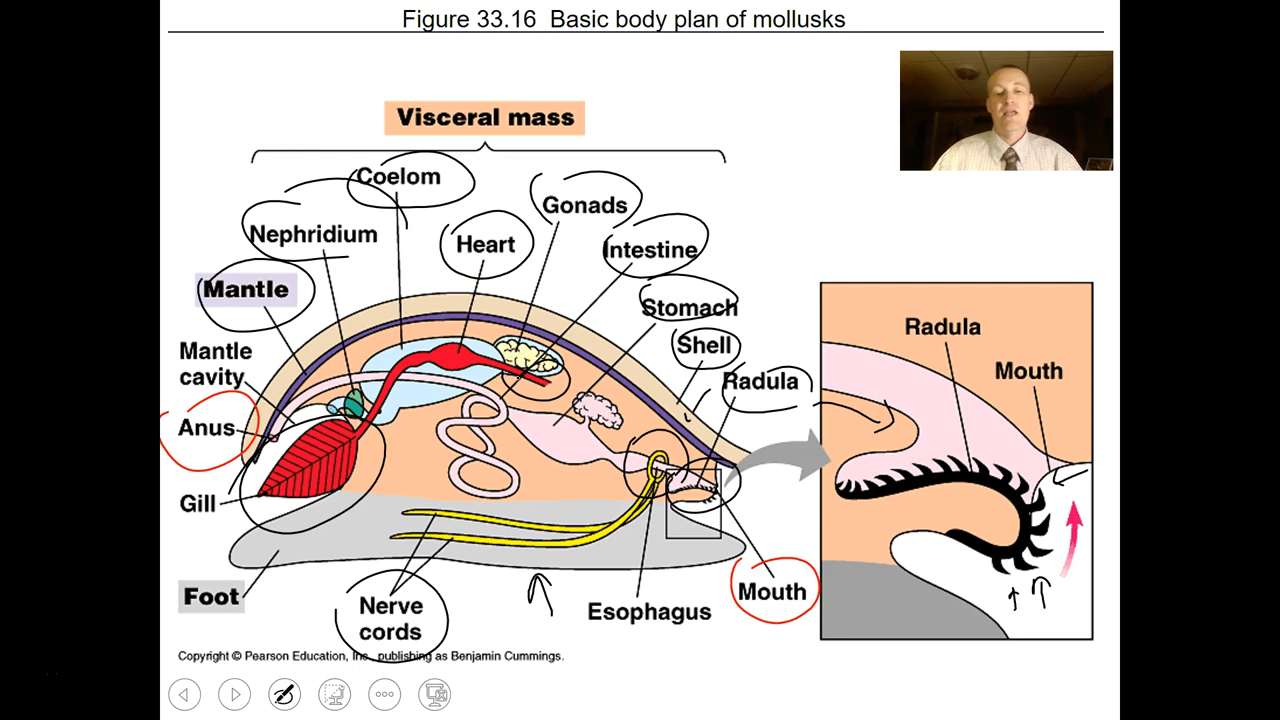 Figure 33.16 Basic body plan of mollusks
Visceral mass
Coelom
Gonads
Nephridium
Heart
Intestine
Mantle
Stomach
Shell
Mantle
cavity
Radula
Anus
Gill
Foot
Nerve
cords
Esophagus
Mouth
Radula
Mouth
Copyright © Pearson Education, Inc., publishing as Benjamin Cummings.